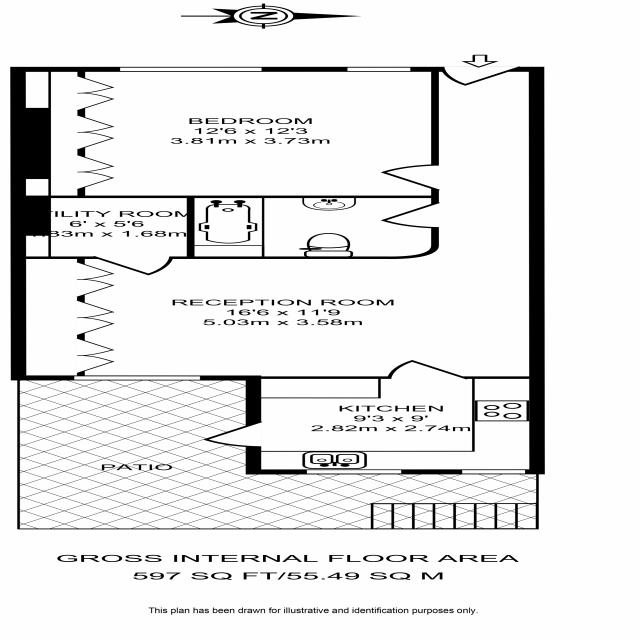 N
BEDROOM
12'6 x 12'3
3.81m x 3.73m
UTILITY ROOM
6' x 5'6
1.83m x 1.68m
RECEPTION ROOM
16'6 x 11'9
5.03m x 3.58m
KITCHEN
9'3 x 9'
2.82m x 2.74m
PATIO
GROSS INTERNAL FLOOR AREA
597 SQ FT/55.49 SQ M
This plan has been drawn for illustrative and identification purposes only.